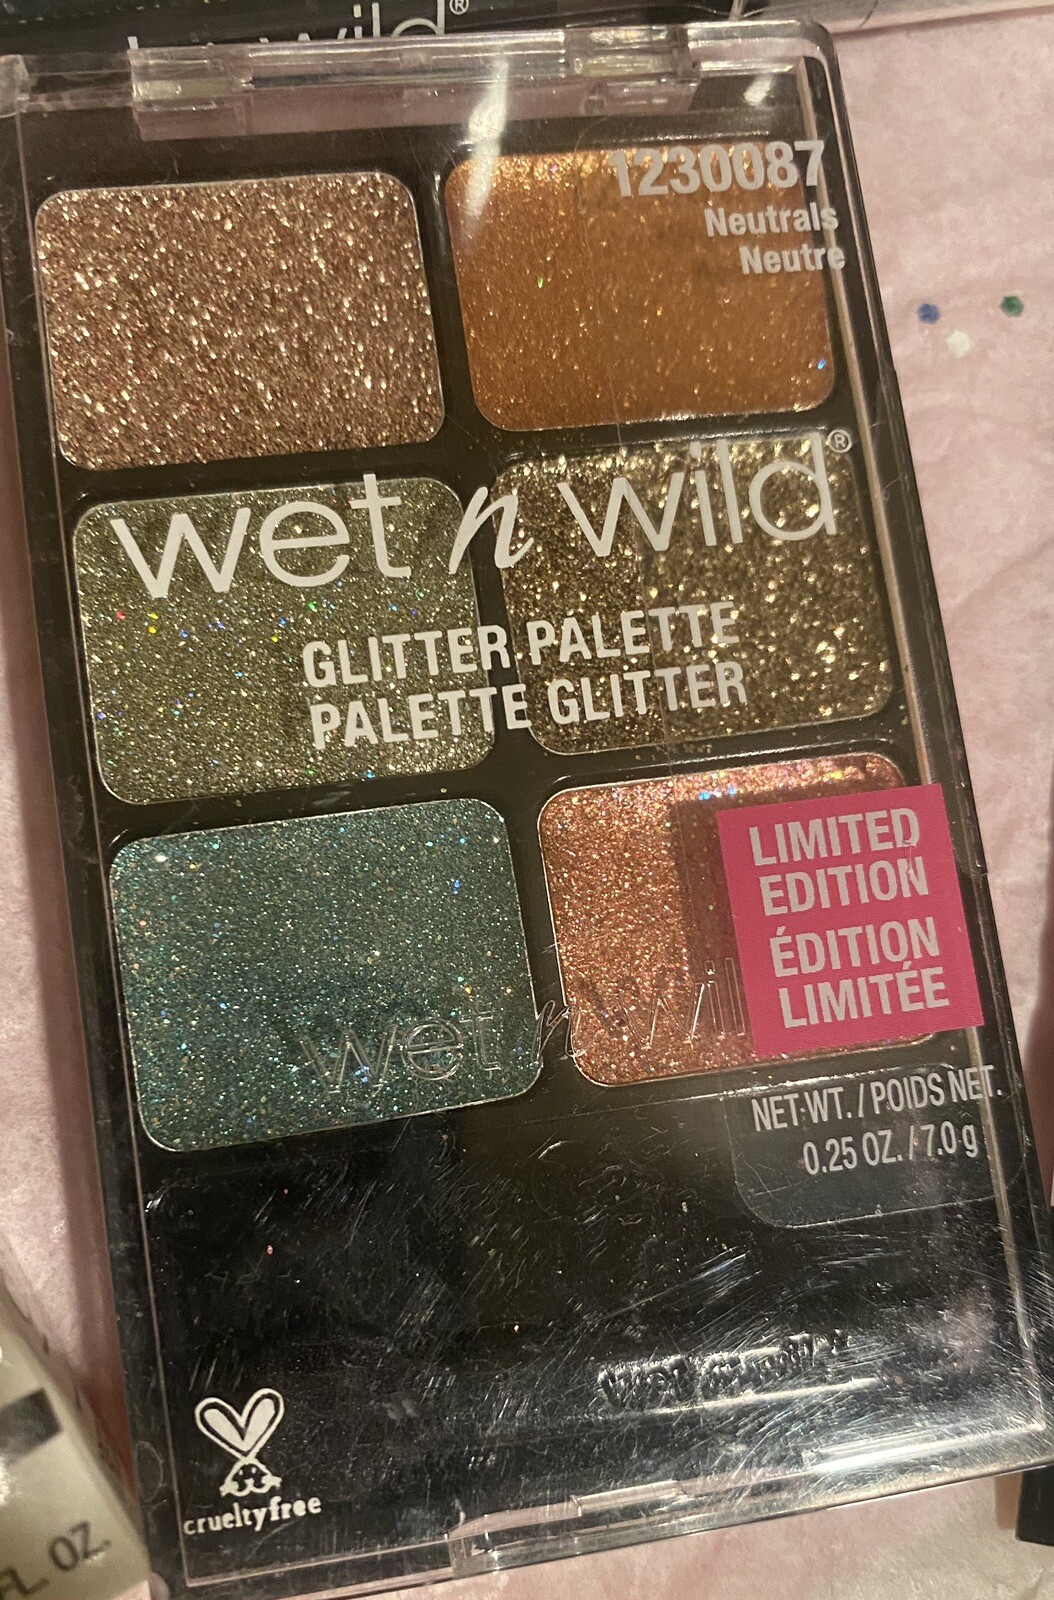 wild®
1230087
Neutrals
Neutre
wet n wild®
GLITTER PALETTE
PALETTE GLITTER
LIMITED
EDITION
ÉDITION
LIMITÉE
wet n wil
NET WT. / POIDS NET.
0.25 OZ. / 7.0 g
crueltyfree
FL OZ.